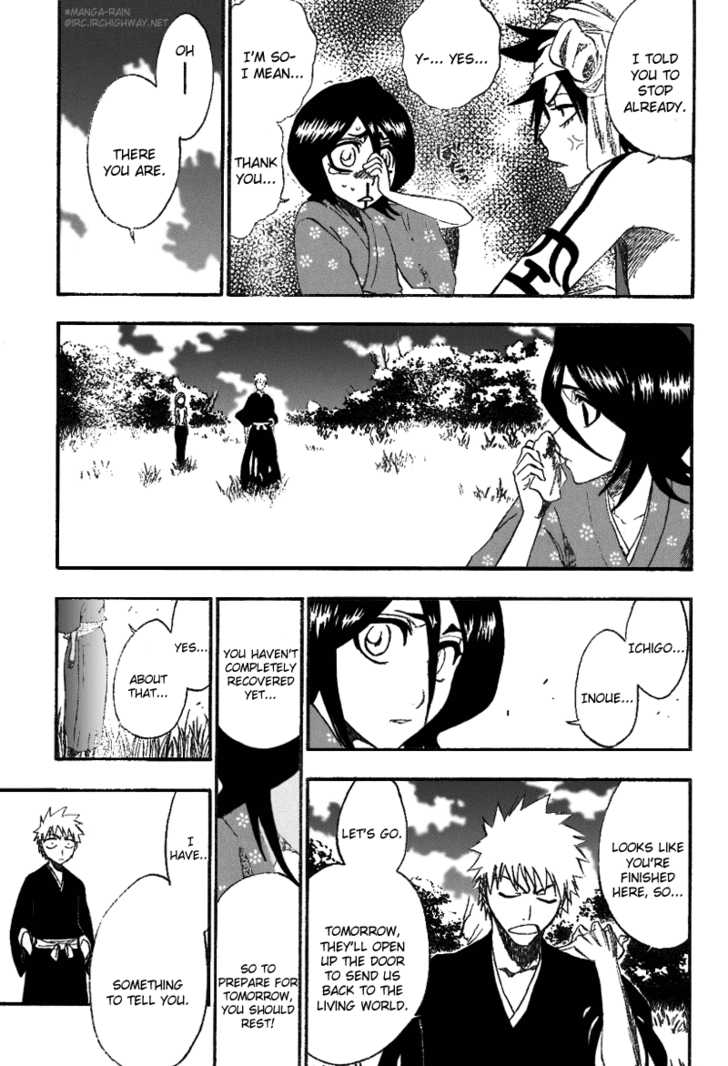 I TOLD
YOU TO
STOP
ALREADY.
Y-... YES...
I'M SO-
I MEAN...
THANK
YOU...
OH
THERE
YOU ARE.
ICHIGO...
INOUE...
YOU HAVEN'T
COMPLETELY
RECOVERED
YET...
YES...
ABOUT
THAT...
LOOKS LIKE
YOU'RE
FINISHED
HERE, SO...
LET'S GO.
TOMORROW,
THEY'LL OPEN
UP THE DOOR
TO SEND US
BACK TO THE
LIVING WORLD.
SO TO
PREPARE FOR
TOMORROW,
YOU SHOULD
REST!
I
HAVE...
SOMETHING
TO TELL YOU.
#MANGA-RAIN
@IRC.IRCHIGHWAY.NET